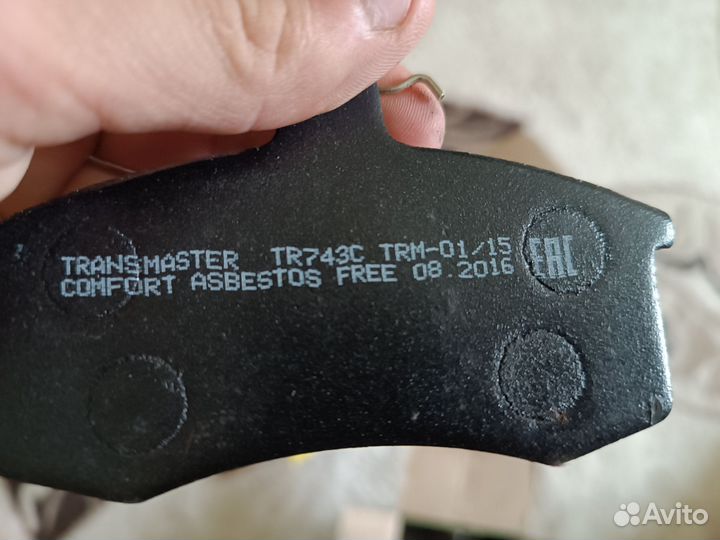 TRANSMASTER TR743C TRM-01/15
COMFORT ASBESTOS FREE 08.2016
EAC
Avito